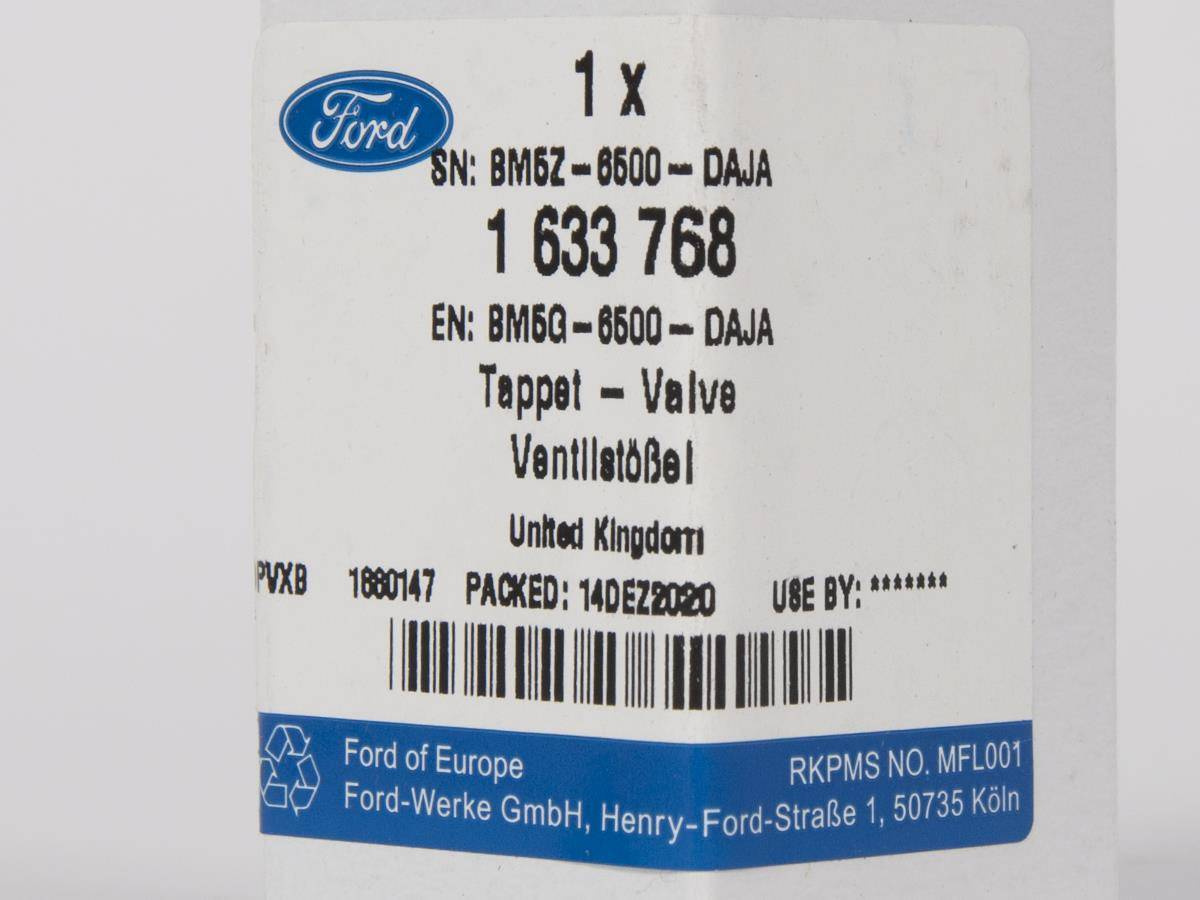 1 x
Ford
SN: BM5Z-6500-DAJA
1 633 768
EN: BM5G-6500-DAJA
Tappet - Valve
Ventilstößel
United Kingdom
PVXB 1680147 PACKED: 14DEZ2020 USE BY: *******
Ford of Europe
RKPMS NO. MFL001
Ford-Werke GmbH, Henry-Ford-Straße 1, 50735 Köln